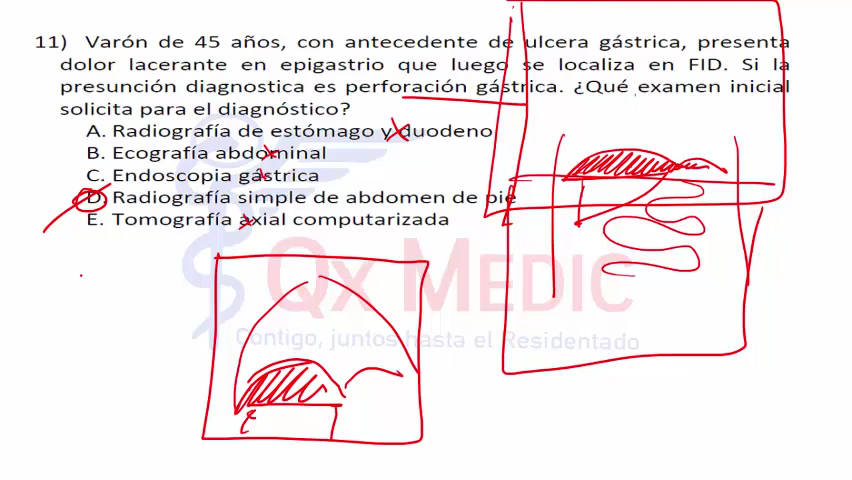 11) Varón de 45 años, con antecedente de ulcera gástrica, presenta
dolor lacerante en epigastrio que luego se localiza en FID. Si la
presunción diagnostica es perforación gástrica. ¿Qué examen inicial
solicita para el diagnóstico?
A. Radiografía de estómago y duodeno
B. Ecografía abdominal
C. Endoscopia gástrica
D. Radiografía simple de abdomen de pie
E. Tomografía axial computarizada
QX MEDIC
Contigo, juntos hasta el Residentado